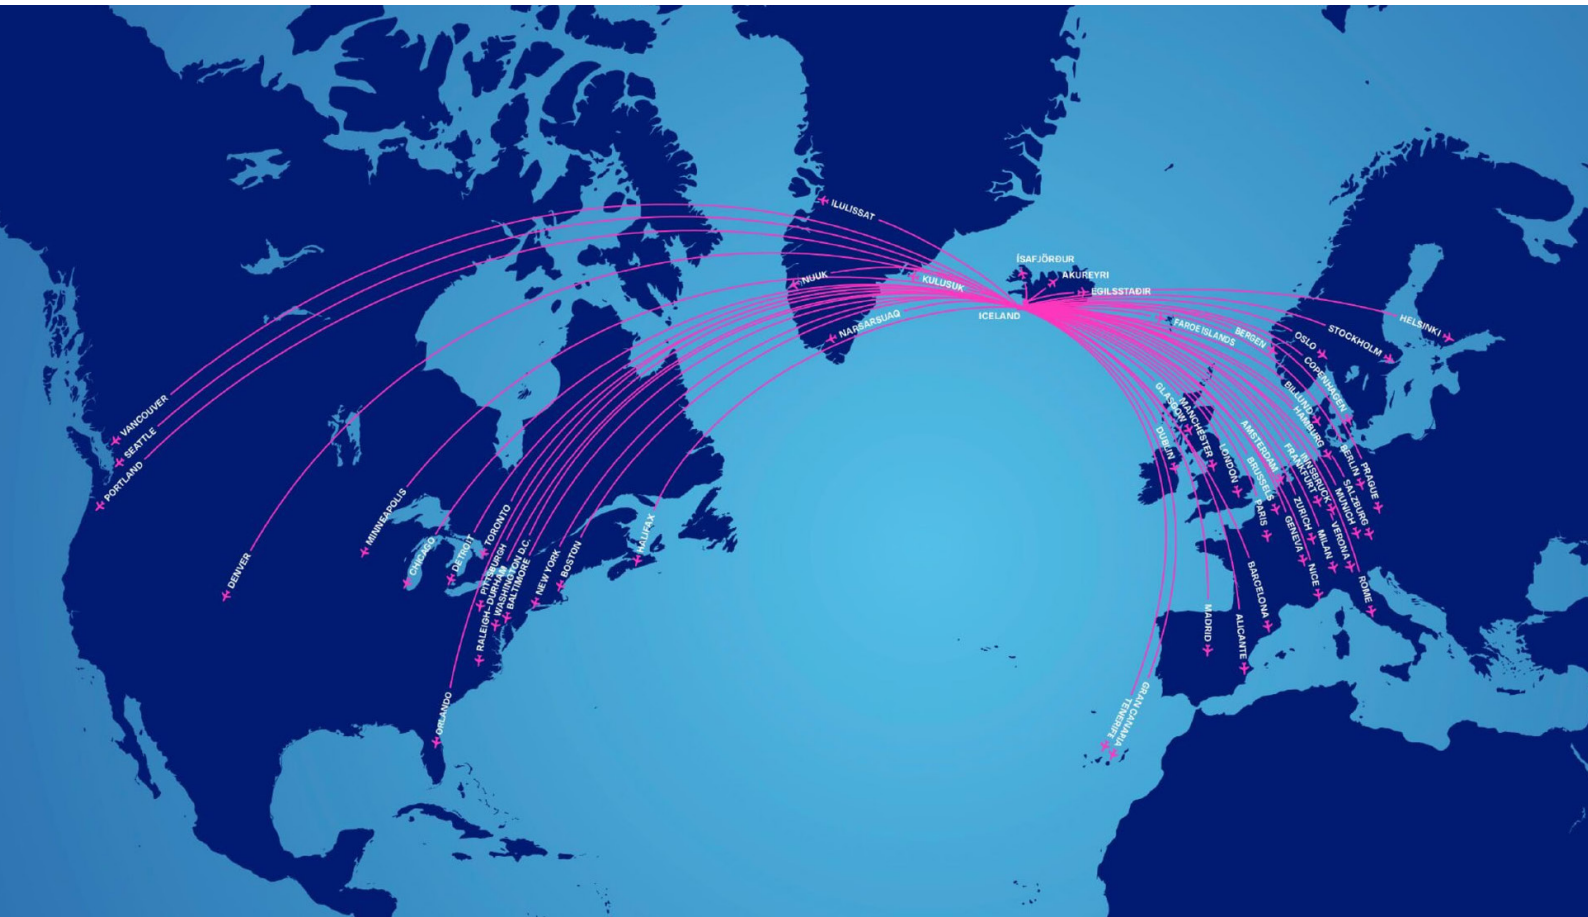 ILULISSAT
NUUK
KULUSUK
NARSARSUAQ
ÍSAFJÖRÐUR
AKUREYRI
EGILSSTAÐIR
ICELAND
FAROE ISLANDS
BERGEN
OSLO
STOCKHOLM
HELSINKI
COPENHAGEN
BILLUND
HAMBURG
VANCOUVER
SEATTLE
PORTLAND
DENVER
MINNEAPOLIS
CHICAGO
DETROIT
TORONTO
PITTSBURGH
RALEIGH-DURHAM
WASHINGTON D.C.
BALTIMORE
NEW YORK
BOSTON
HALIFAX
ORLANDO
GLASGOW
MANCHESTER
DUBLIN
LONDON
AMSTERDAM
BRUSSELS
PARIS
FRANKFURT
INNSBRUCK
BERLIN
PRAGUE
SALZBURG
MUNICH
ZURICH
GENEVA
MILAN
VERONA
NICE
ROME
BARCELONA
MADRID
ALICANTE
GRAN CANARIA
TENERIFE